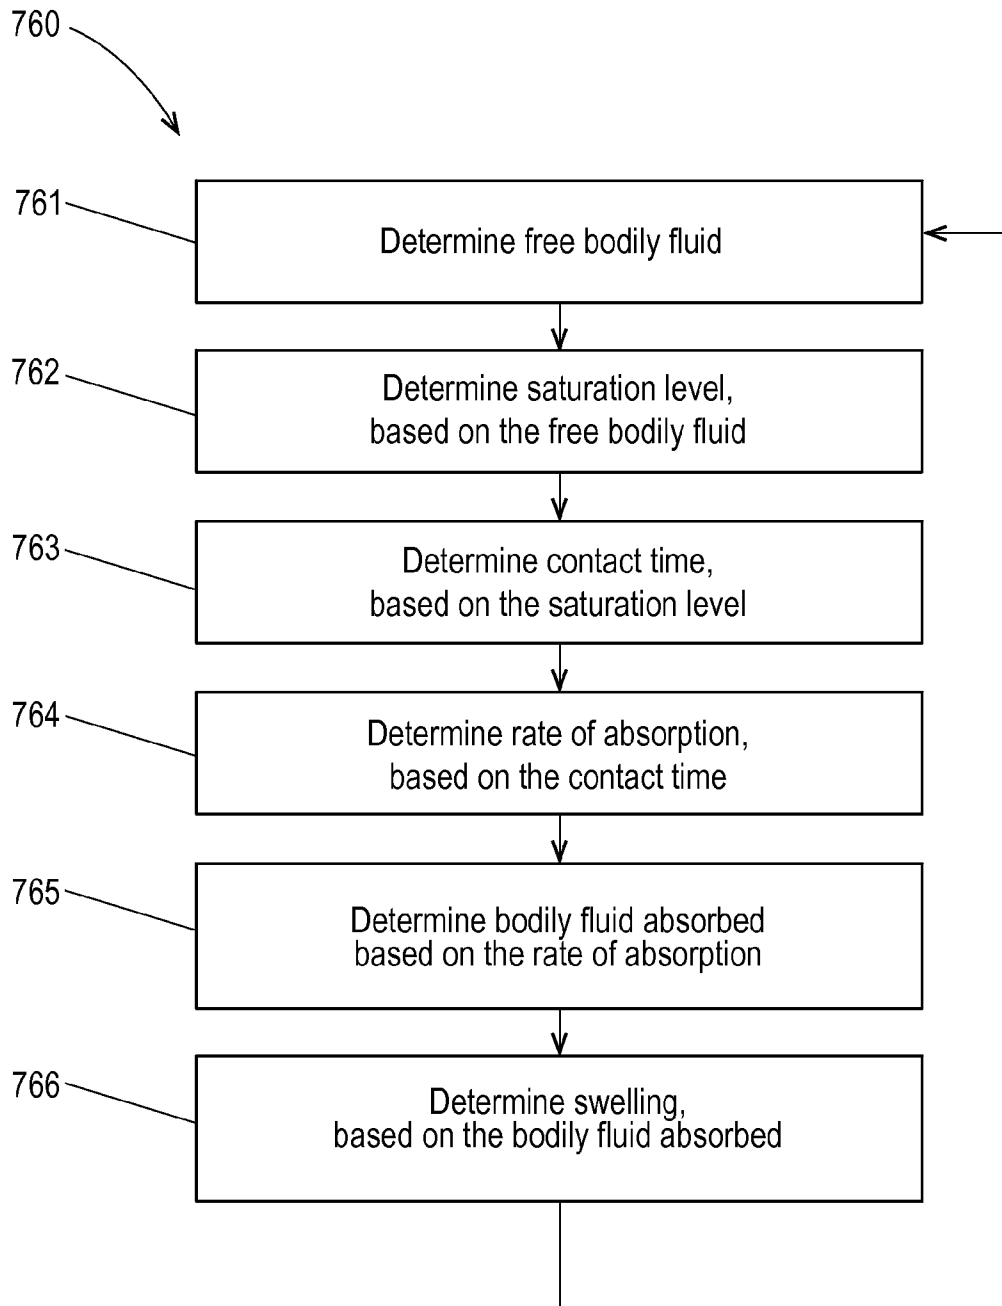 760
761
Determine free bodily fluid
762
Determine saturation level,
based on the free bodily fluid
763
Determine contact time,
based on the saturation level
764
Determine rate of absorption,
based on the contact time
765
Determine bodily fluid absorbed
based on the rate of absorption
766
Determine swelling,
based on the bodily fluid absorbed